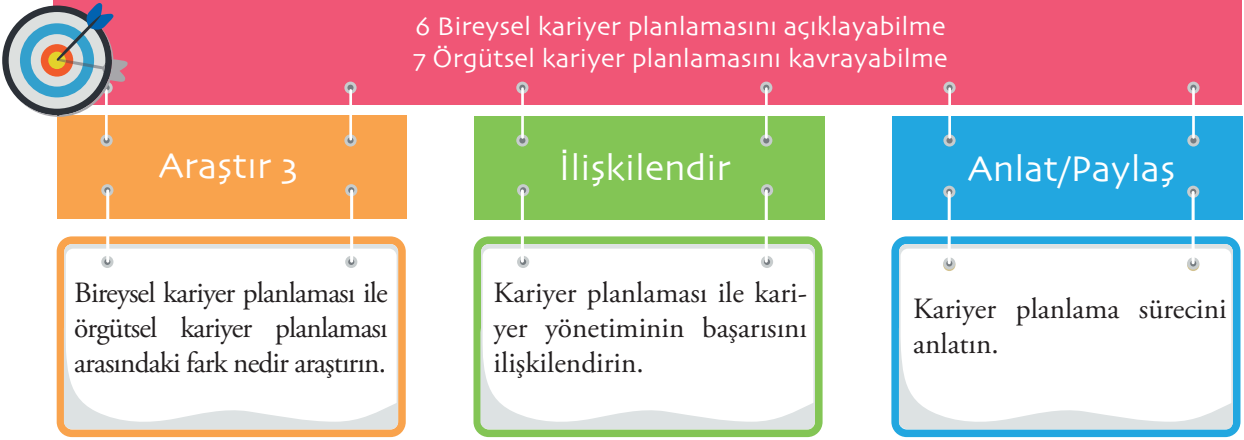 6 Bireysel kariyer planlamasını açıklayabilme
7 Örgütsel kariyer planlamasını kavrayabilme
Araştır 3
Bireysel kariyer planlaması ile
örgütsel kariyer planlaması
arasındaki fark nedir araştırın.
İlişkilendir
Kariyer planlaması ile kari-
yer yönetiminin başarısını
ilişkilendirin.
Anlat/Paylaş
Kariyer planlama sürecini
anlatın.